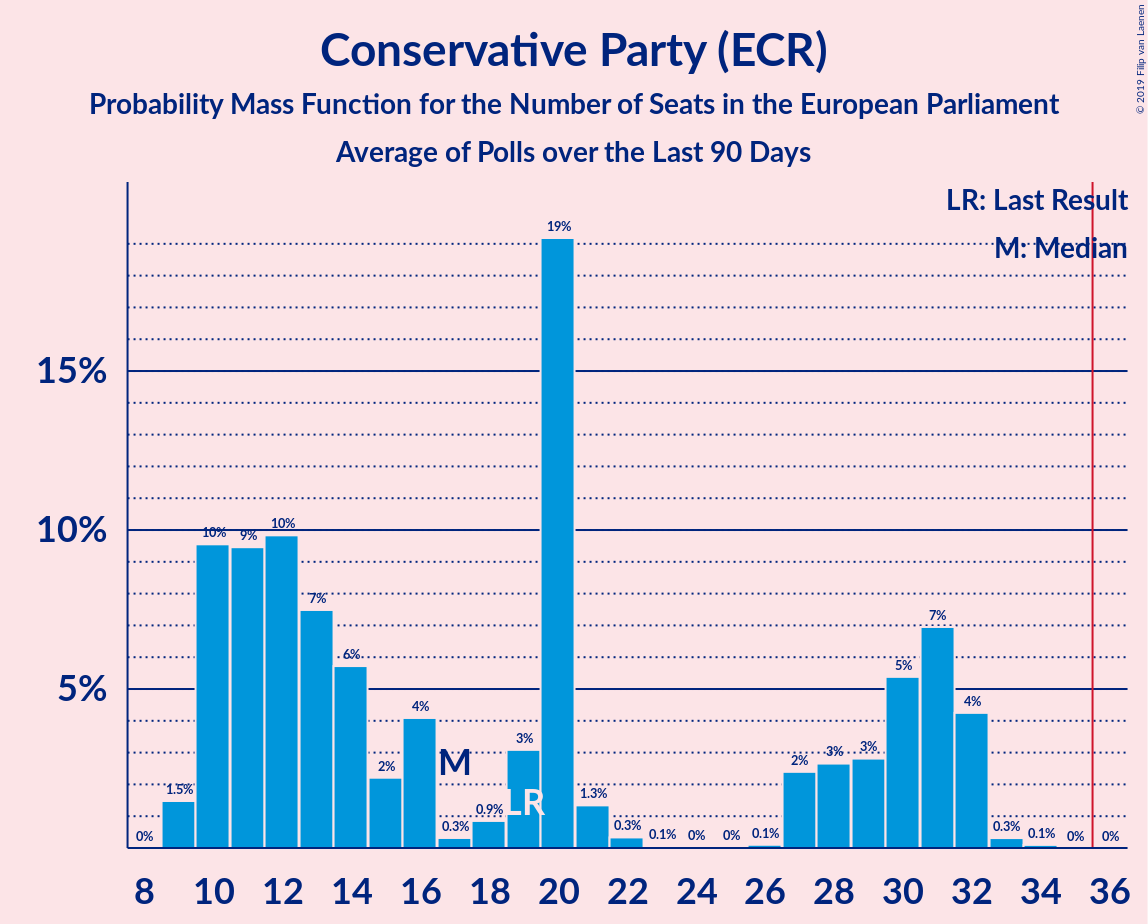 Conservative Party (ECR)
Probability Mass Function for the Number of Seats in the European Parliament
Average of Polls over the Last 90 Days
© 2019 Filip van Laenen
LR: Last Result
M: Median
19%
15%
10%
10% 9% 10%
7% 6% 7%
5%
5%
4% 4%
3% 2% 3% 3%
M
2%
1.5% LR 1.3%
0% 0.3% 0.9% 0.3% 0.1% 0% 0% 0.1% 0.3% 0.1% 0% 0%
8 10 12 14 16 18 20 22 24 26 28 30 32 34 36